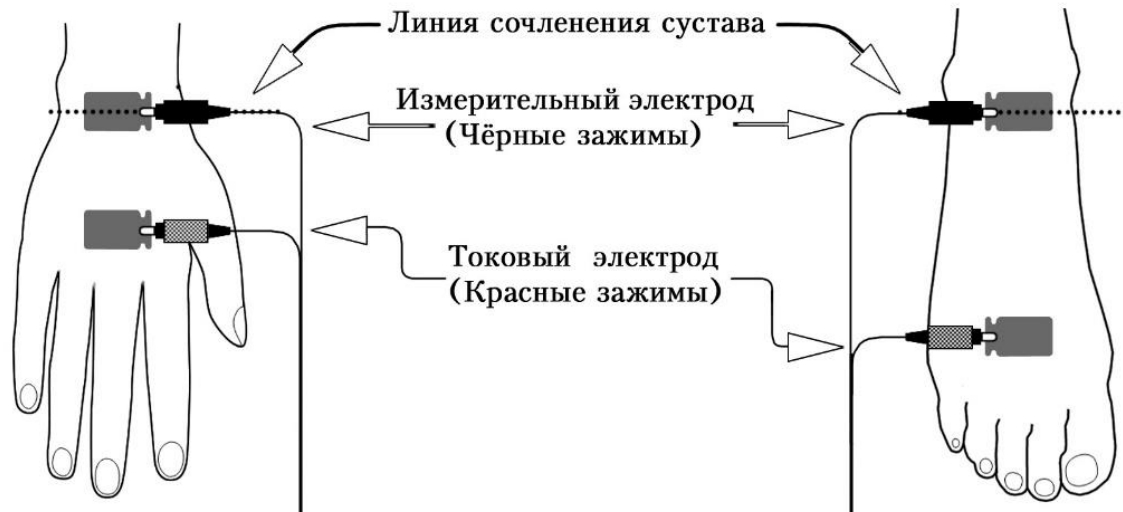 Линия сочленения сустава
Измерительный электрод
(Чёрные зажимы)
Токовый электрод
(Красные зажимы)